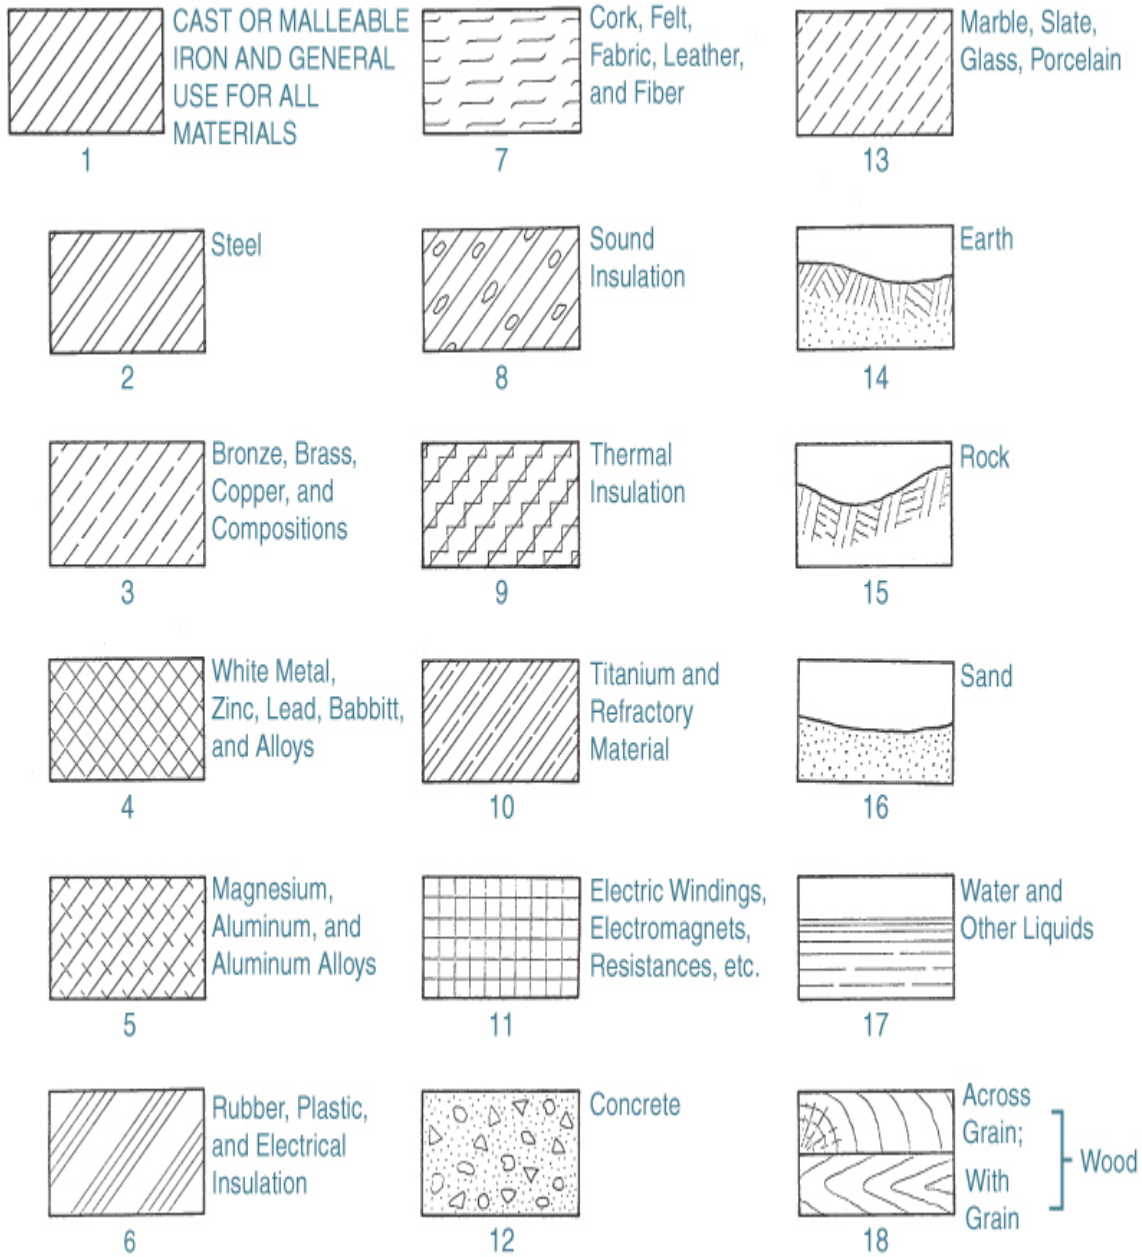 CAST OR MALLEABLE
IRON AND GENERAL
USE FOR ALL
MATERIALS
1
Cork, Felt,
Fabric, Leather,
and Fiber
7
Marble, Slate,
Glass, Porcelain
13
Steel
2
Sound
Insulation
8
Earth
14
Bronze, Brass,
Copper, and
Compositions
3
Thermal
Insulation
9
Rock
15
White Metal,
Zinc, Lead, Babbitt,
and Alloys
4
Titanium and
Refractory
Material
10
Sand
16
Magnesium,
Aluminum, and
Aluminum Alloys
5
Electric Windings,
Electromagnets,
Resistances, etc.
11
Water and
Other Liquids
17
Rubber, Plastic,
and Electrical
Insulation
6
Concrete
12
Across
Grain;
With
Grain
Wood
18